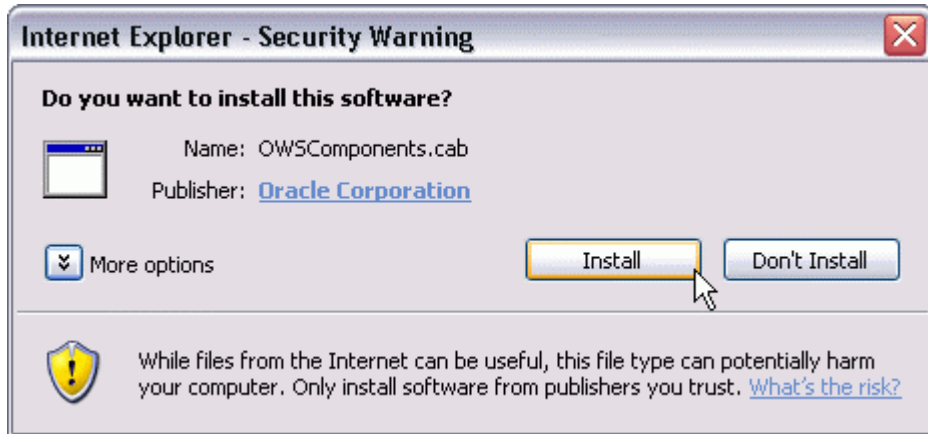 Internet Explorer - Security Warning
Do you want to install this software?
Name: OWSComponents.cab
Publisher: Oracle Corporation
More options
Install
Don't Install
While files from the Internet can be useful, this file type can potentially harm
your computer. Only install software from publishers you trust. What's the risk?